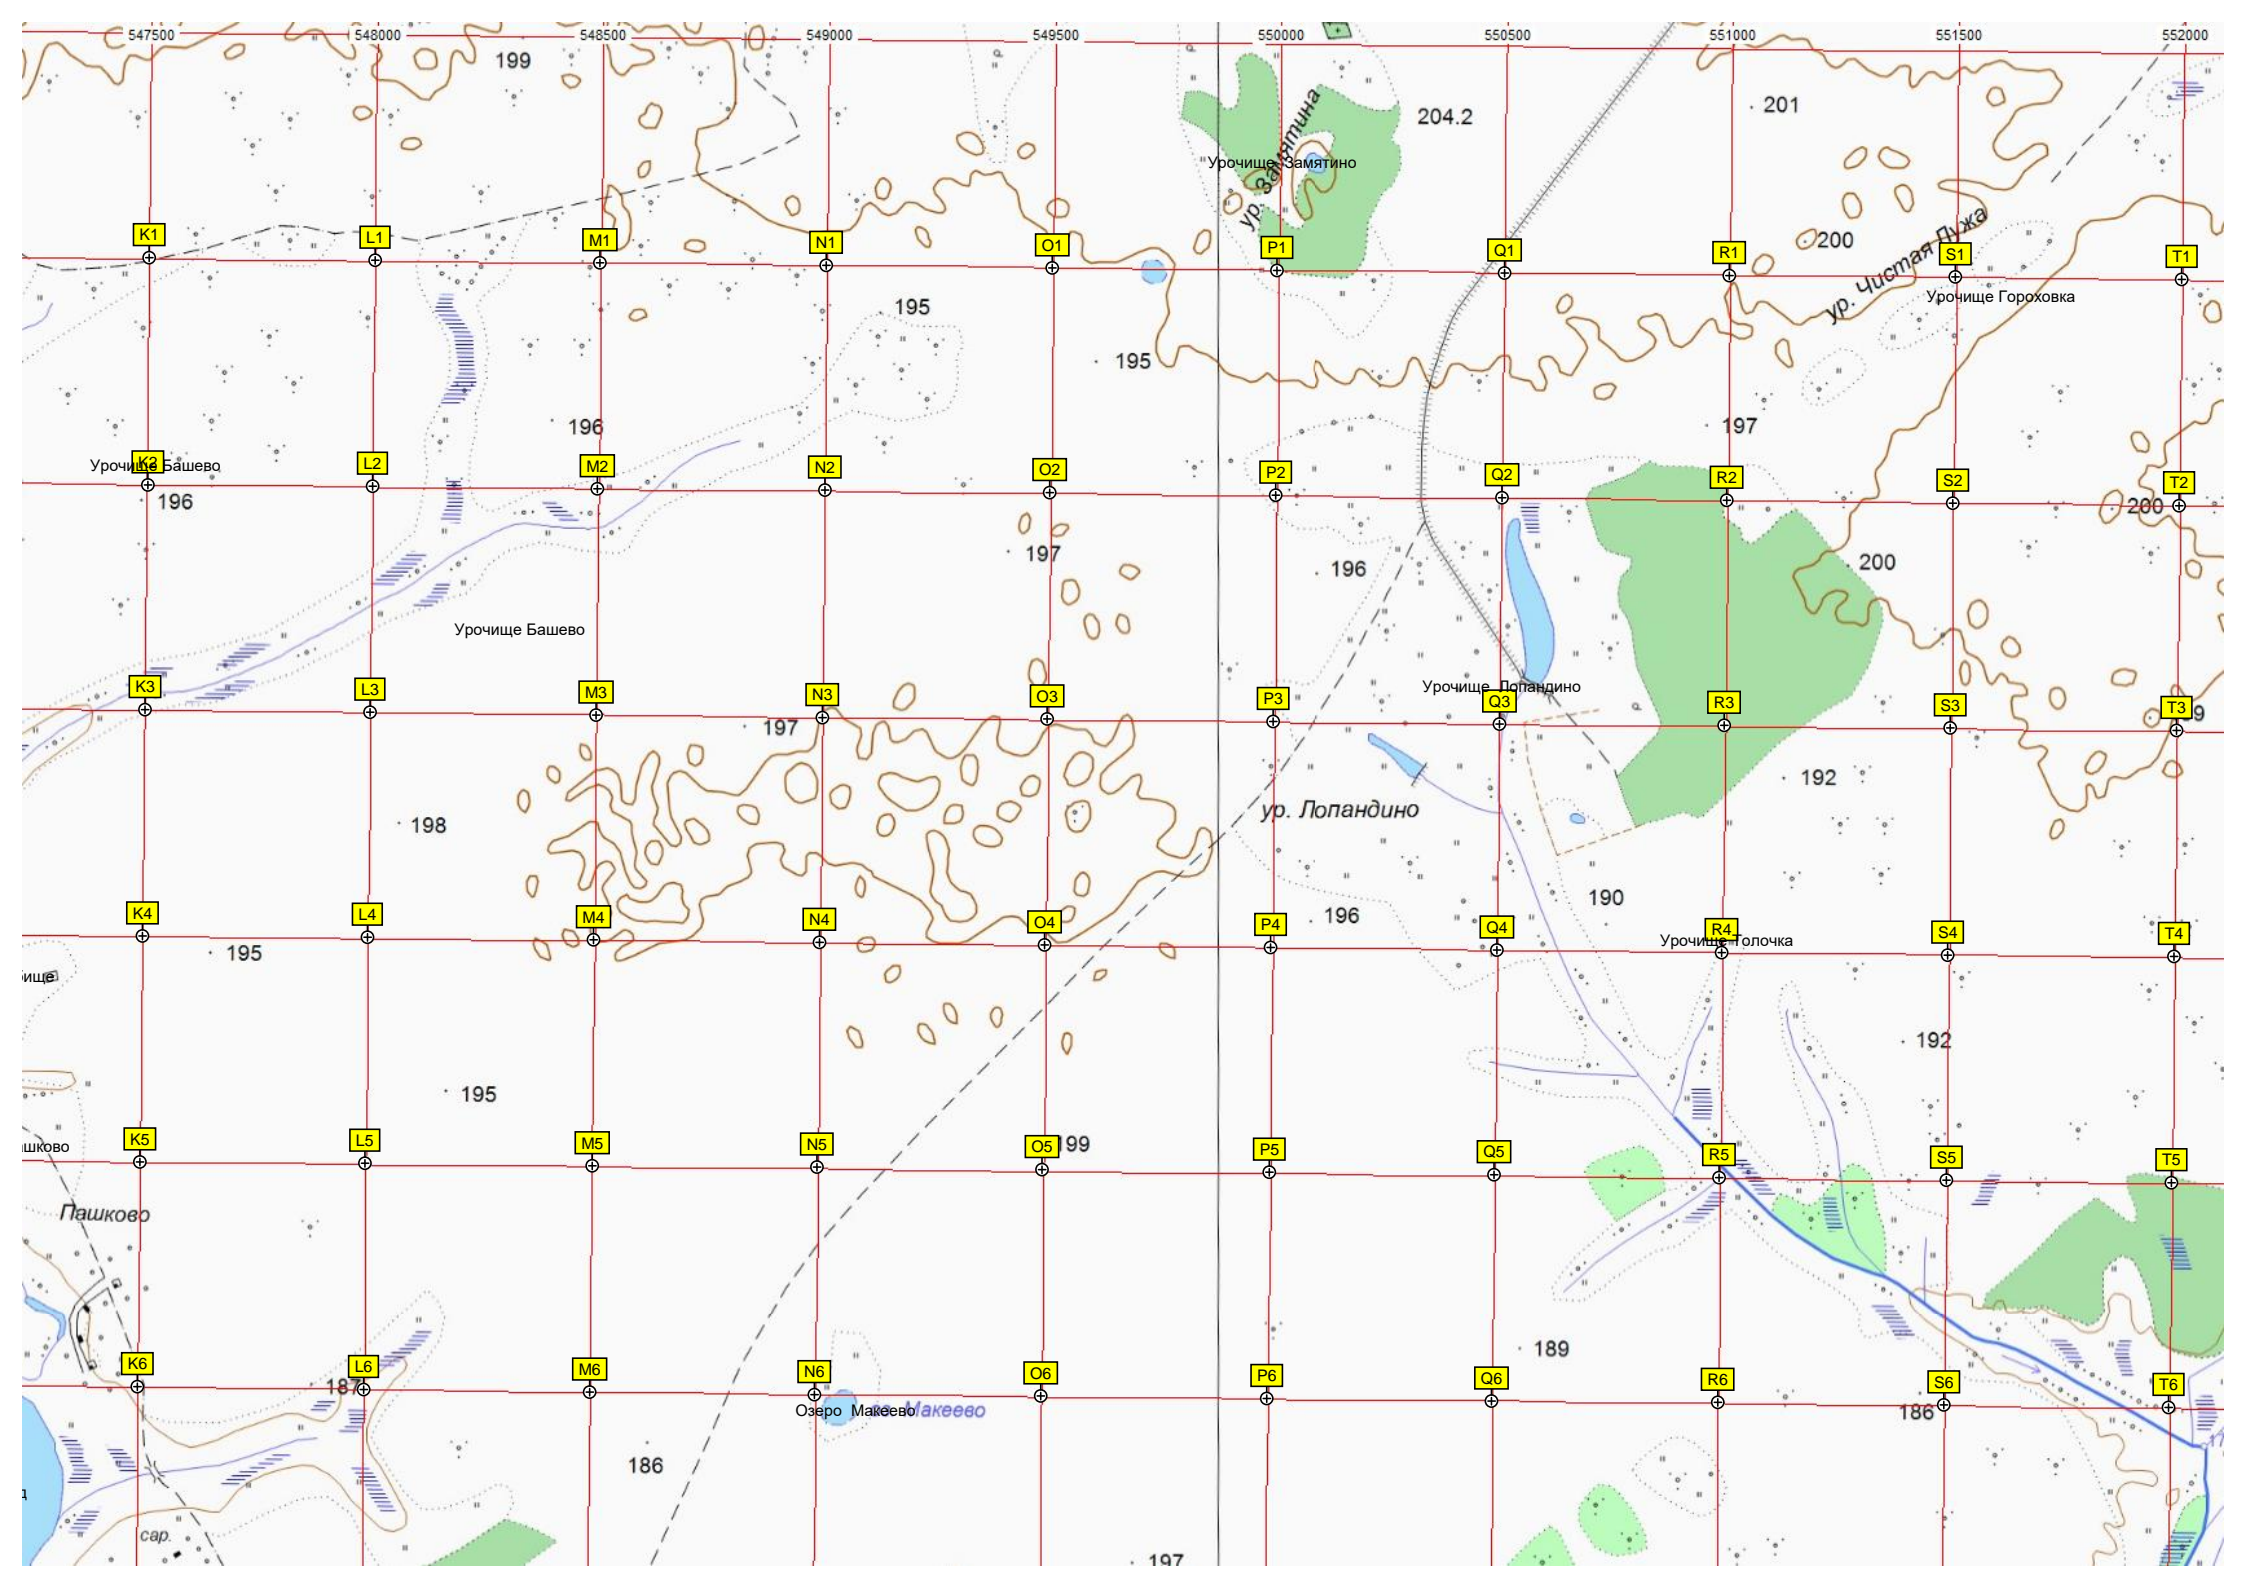 547500 548000 548500 549000 549500 550000 550500 551000 551500 552000
199
201
204.2
ур. Замятина
Урочище Замятино
ур. Чистая Лужа
200
K1 L1 M1 N1 O1 P1 Q1 R1 S1 T1
Урочище Гороховка
195
195
196
197
K2 L2 M2 N2 O2 P2 Q2 R2 S2 T2
Урочище Башево
196
200
197
196
200
Урочище Башево
Урочище Лопандино
K3 L3 M3 N3 O3 P3 Q3 R3 S3 T3
197
192
ур. Лопандино
198
190
196
K4 L4 M4 N4 O4 P4 Q4 R4 S4 T4
Урочище Голочка
195
192
195
199
K5 L5 M5 N5 O5 P5 Q5 R5 S5 T5
Пашково
189
K6 L6 M6 N6 O6 P6 Q6 R6 S6 T6
187
Озеро Макеево
оз. Макеево
186
186
сар.
197